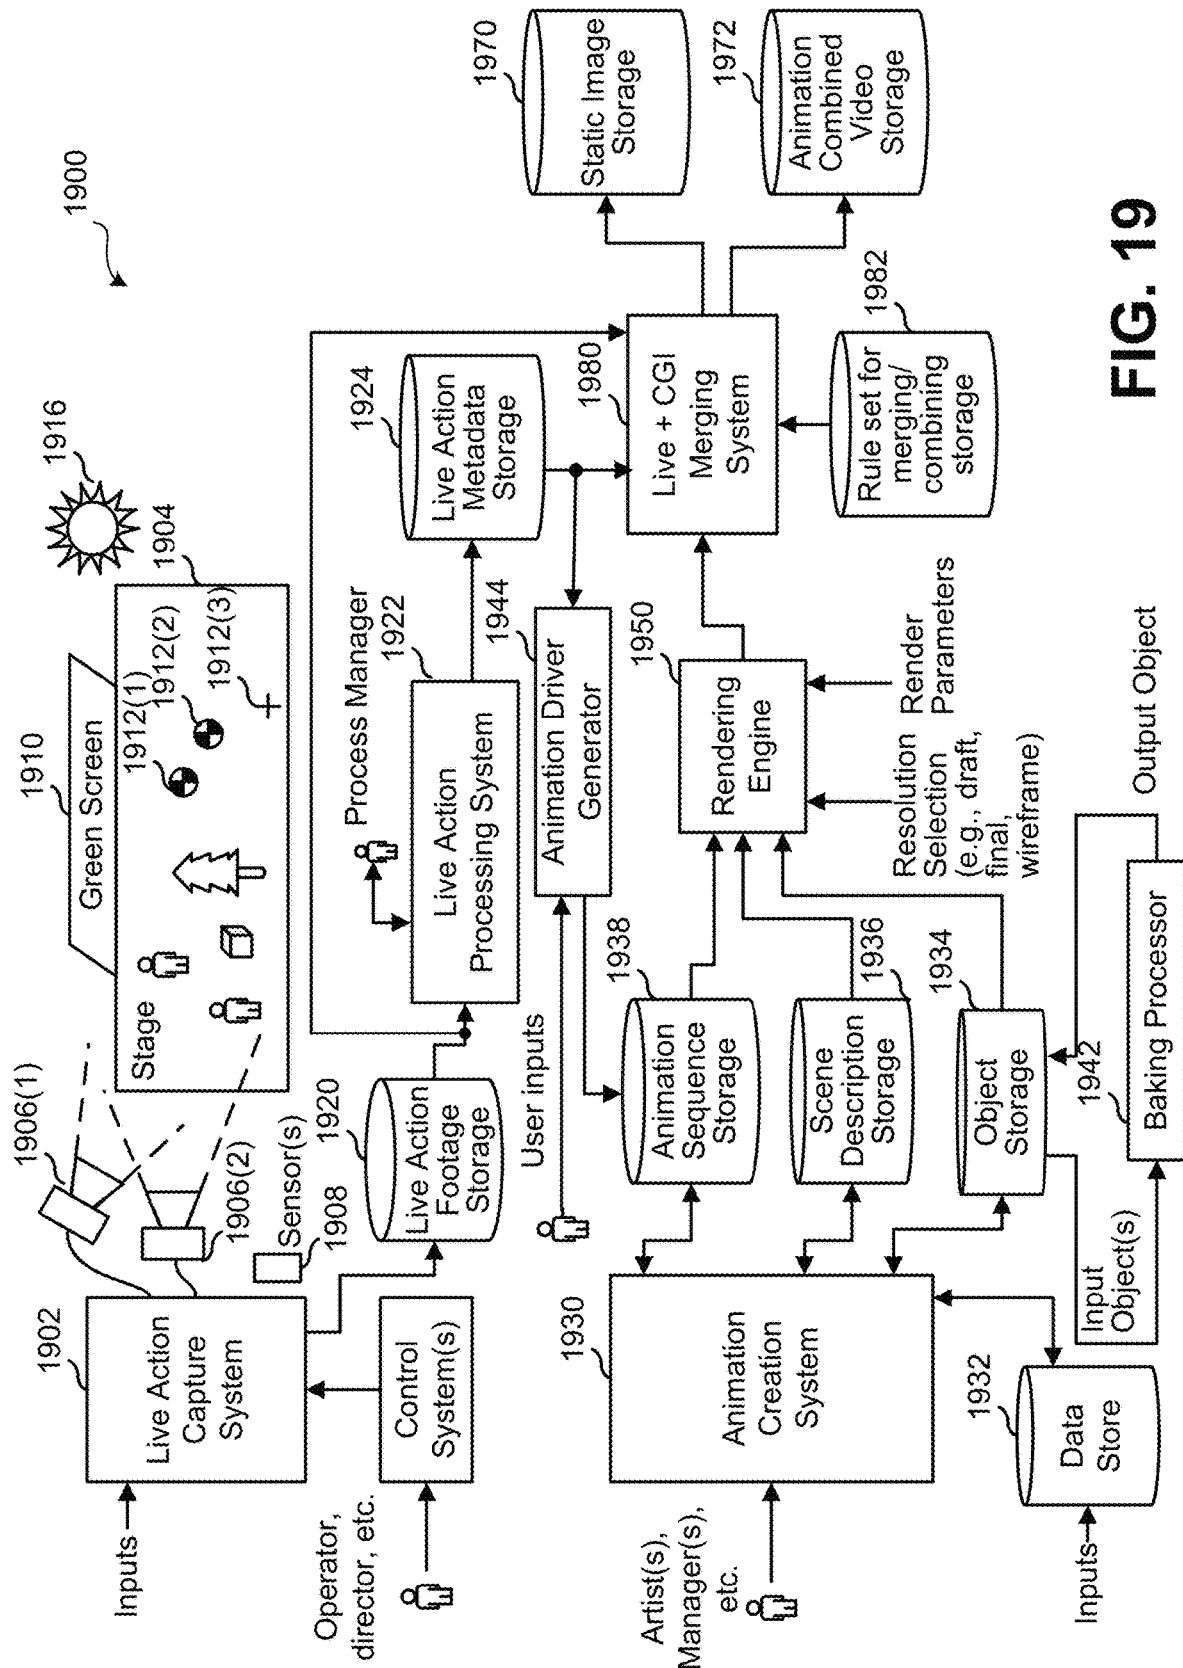 1900
1910
Green Screen
1916
1904
Stage
1912(1)
1912(2)
1912(3)
1906(1)
1906(2)
Sensor(s)
1908
1902
Live Action
Capture
System
Inputs
Operator,
director, etc.
Control
System(s)
1920
Live Action
Footage
Storage
Process Manager
1922
Live Action
Processing System
1924
Live Action
Metadata
Storage
User inputs
1944
Animation Driver
Generator
1930
Animation
Creation
System
Artist(s),
Manager(s),
etc.
1932
Data
Store
Inputs
1938
Animation
Sequence
Storage
1936
Scene
Description
Storage
1934
Object
Storage
Input
Object(s)
1942
Baking Processor
Output Object
1950
Rendering
Engine
Resolution
Selection
(e.g., draft,
final,
wireframe)
Render
Parameters
1980
Live + CGI
Merging
System
1982
Rule set for
merging/
combining
storage
1970
Static Image
Storage
1972
Animation
Combined
Video
Storage
FIG. 19